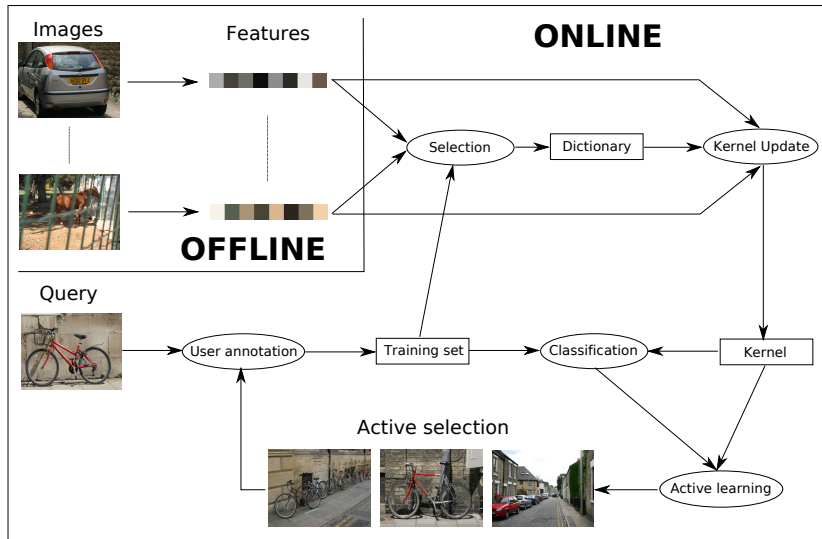 Images
Features
ONLINE
Selection
Dictionary
Kernel Update
OFFLINE
Query
User annotation
Training set
Classification
Kernel
Active selection
Active learning